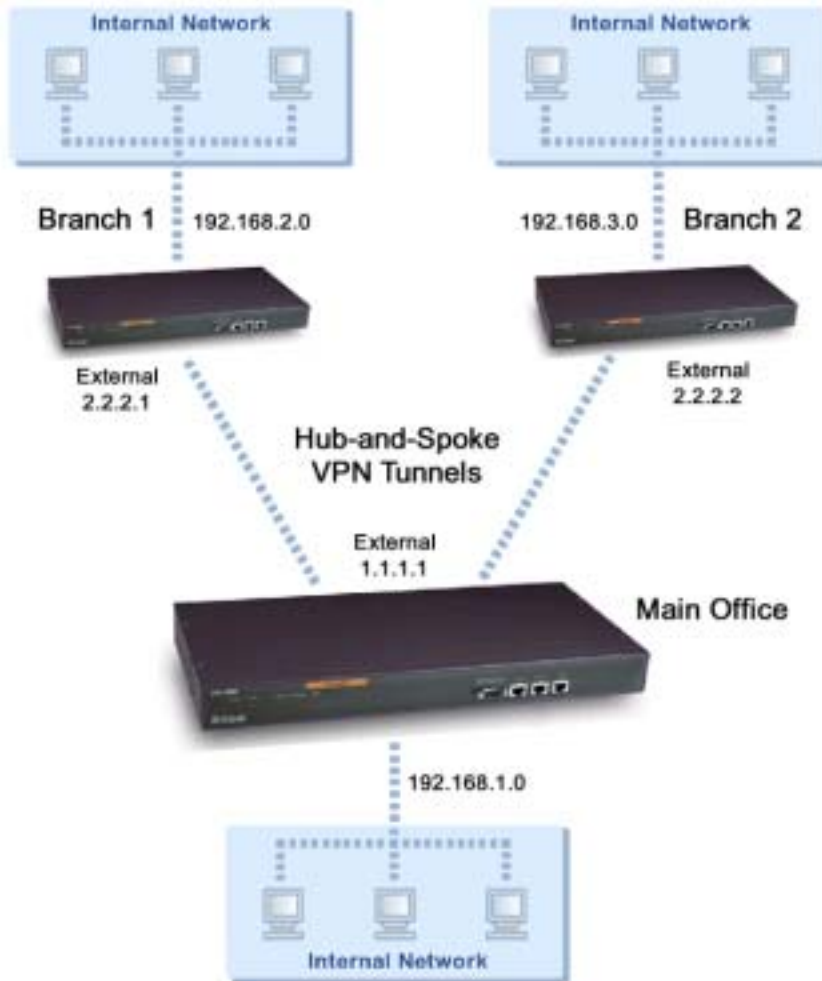 Internal Network
Internal Network
Branch 1
192.168.2.0
192.168.3.0
Branch 2
External
2.2.2.1
External
2.2.2.2
Hub-and-Spoke
VPN Tunnels
External
1.1.1.1
Main Office
192.168.1.0
Internal Network